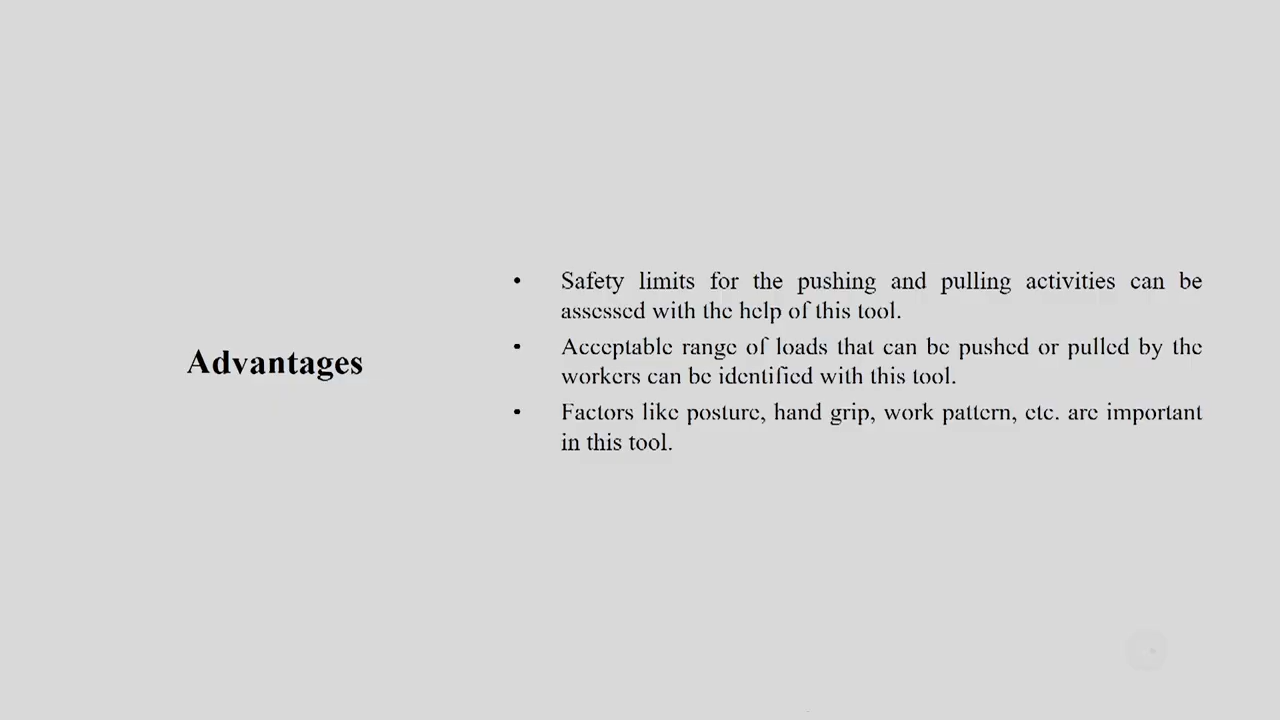 Advantages
• Safety limits for the pushing and pulling activities can be
assessed with the help of this tool.
• Acceptable range of loads that can be pushed or pulled by the
workers can be identified with this tool.
• Factors like posture, hand grip, work pattern, etc. are important
in this tool.